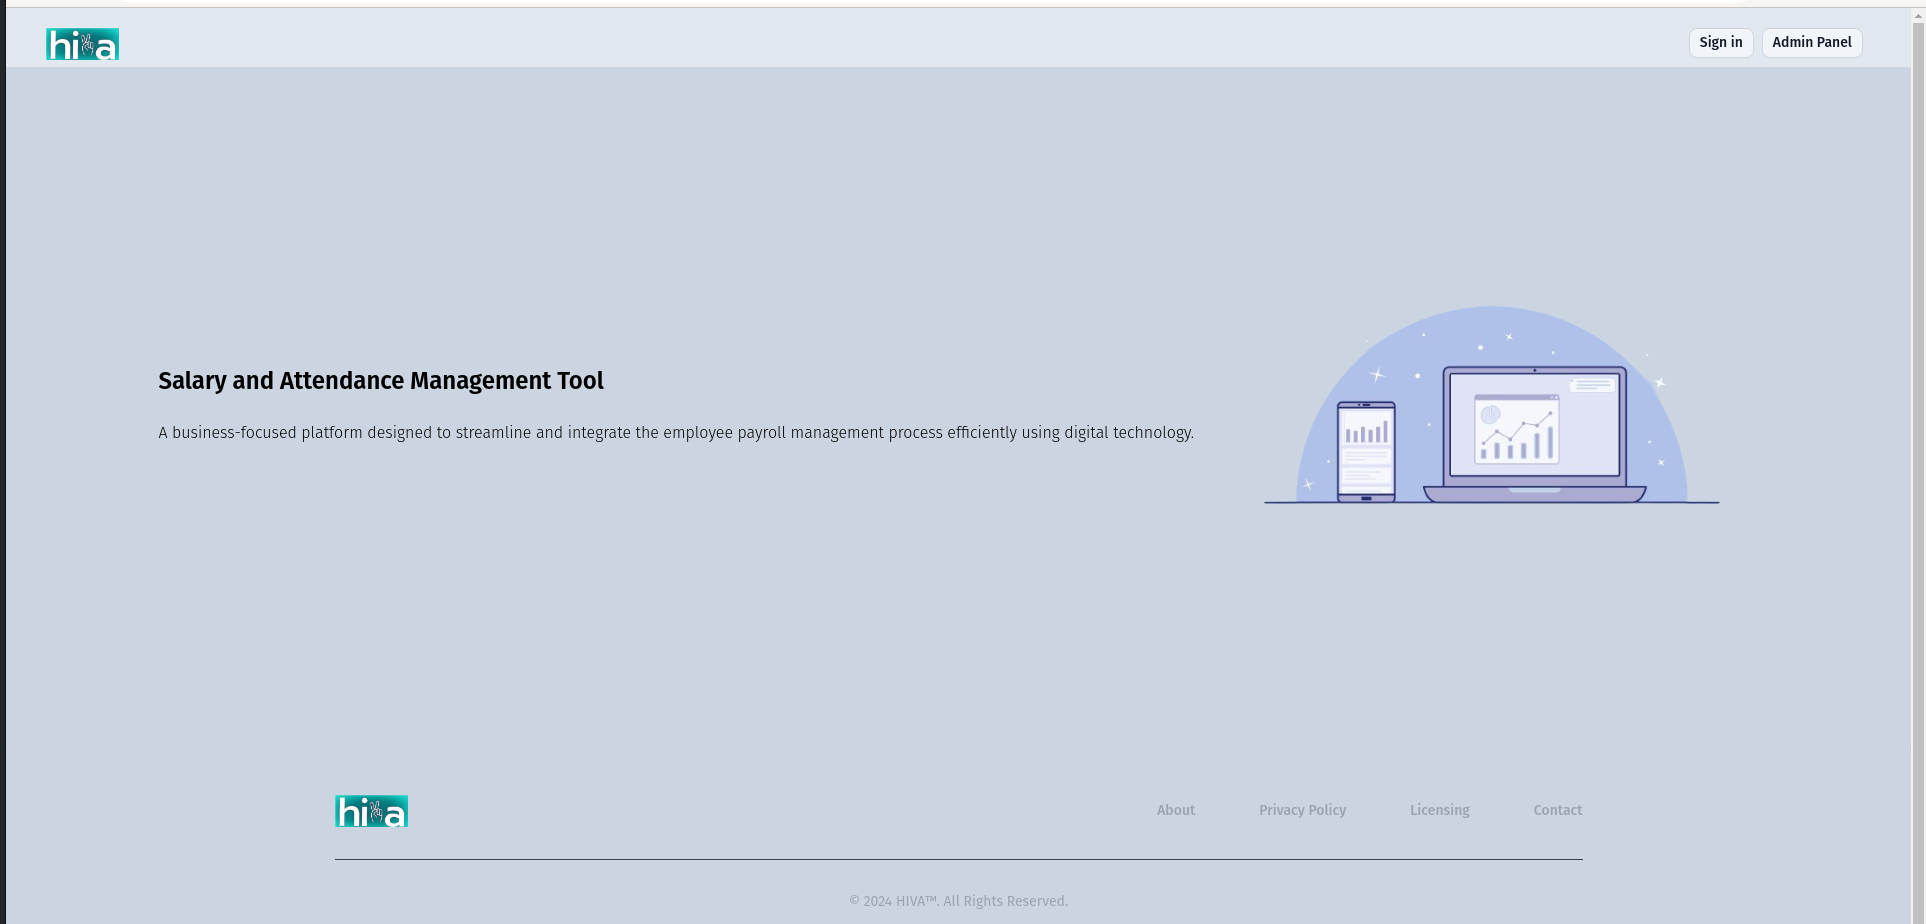 hiva
Sign in
Admin Panel
Salary and Attendance Management Tool
A business-focused platform designed to streamline and integrate the employee payroll management process efficiently using digital technology.
hiva
About
Privacy Policy
Licensing
Contact
© 2024 HIVA™. All Rights Reserved.